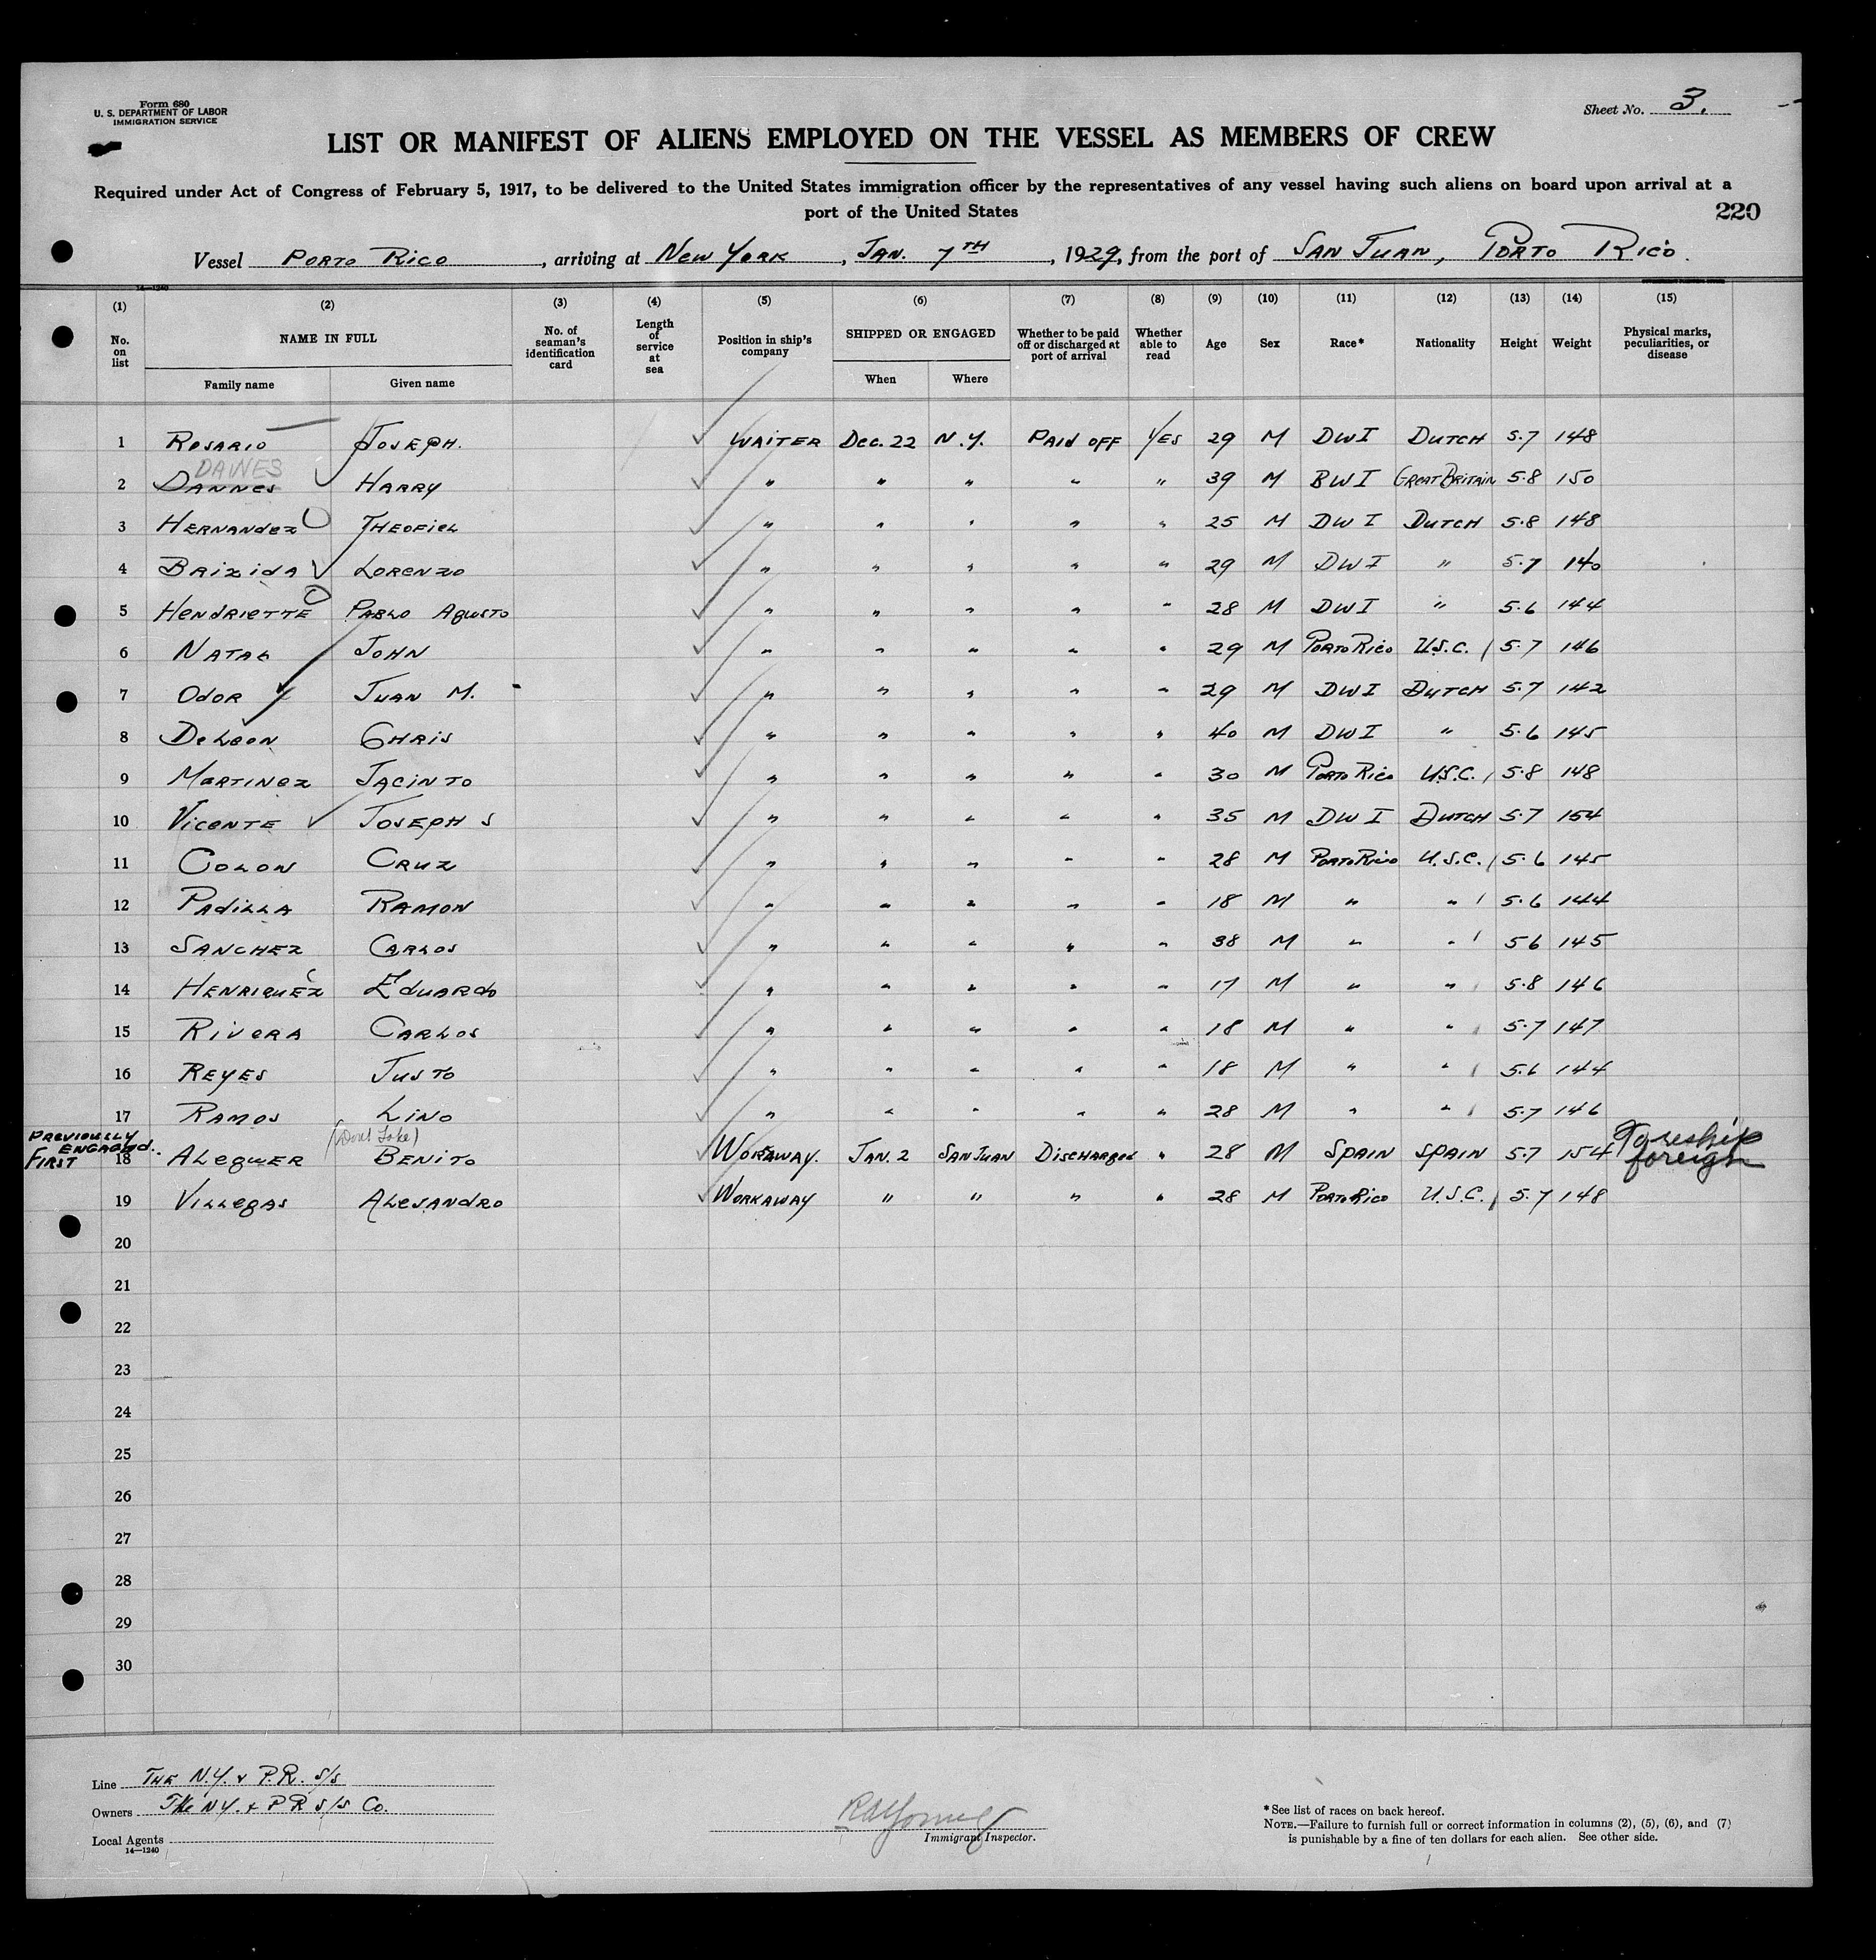 Form 680
U. S. DEPARTMENT OF LABOR
IMMIGRATION SERVICE
Sheet No. 3.
LIST OR MANIFEST OF ALIENS EMPLOYED ON THE VESSEL AS MEMBERS OF CREW
Required under Act of Congress of February 5, 1917, to be delivered to the United States immigration officer by the representatives of any vessel having such aliens on board upon arrival at a
port of the United States
220
Vessel PORTO RICO, arriving at NEW YORK, JAN. 7TH, 1929, from the port of SAN JUAN, PORTO RICO.
14—1240
(1) (2) (3) (4) (5) (6) (7) (8) (9) (10) (11) (12) (13) (14) (15)
No. on list NAME IN FULL Family name Given name No. of seaman's identification card Length of service at sea Position in ship's company SHIPPED OR ENGAGED When Where Whether to be paid off or discharged at port of arrival Whether able to read Age Sex Race* Nationality Height Weight Physical marks, peculiarities, or disease
1 ROSARIO JOSEPH. WAITER DEC. 22 N.Y. PAID OFF YES 29 M DWI DUTCH 5.7 148
DAINES
2 DANNES HARRY " " " " " 39 M BWI GREAT BRITAIN 5.8 150
3 HERNANDEZ THEOFIEL " " " " " 25 M DWI DUTCH 5.8 148
4 BRIZIDA LORENZO " " " " " 29 M DWI " 5.7 140
5 HENDRIETTE PABLO AGUSTO " " " " " 28 M DWI " 5.6 144
6 NATAL JOHN " " " " " 29 M PORTO RICO U.S.C. 5.7 146
7 ODOR JUAN M. " " " " " 29 M DWI DUTCH 5.7 142
8 DELEON CHRIS " " " " " 40 M DWI " 5.6 145
9 MARTINEZ JACINTO " " " " " 30 M PORTO RICO U.S.C. 5.8 148
10 VICENTE JOSEPH S " " " " " 35 M DWI DUTCH 5.7 154
11 COLON CRUZ " " " " " 28 M PORTO RICO U.S.C. 5.6 145
12 PADILLA RAMON " " " " " 18 M " " 5.6 144
13 SANCHEZ CARLOS " " " " " 38 M " " 56 145
14 HENRIQUEZ EDUARDO " " " " " 17 M " " 5.8 146
15 RIVERA CARLOS " " " " " 18 M " " 5.7 147
16 REYES JUSTO " " " " " 18 M " " 5.6 144
17 RAMOS LINO " " " " " 28 M " " 5.7 146
PREVIOUSLY ENGAGED. FIRST
18 ALEQUER BENITO WORKAWAY. JAN. 2 SAN JUAN DISCHARGED " 28 M SPAIN SPAIN 5.7 154 To reship foreign
19 VILLEGAS ALESANDRO WORKAWAY " " " " 28 M PORTO RICO U.S.C. 5.7 148
20
21
22
23
24
25
26
27
28
29
30
Line THE N.Y. & P.R. S/S
Owners THE N.Y. & P R S/S Co.
Local Agents
14—1240
Immigrant Inspector.
*See list of races on back hereof.
NOTE.—Failure to furnish full or correct information in columns (2), (5), (6), and (7)
is punishable by a fine of ten dollars for each alien. See other side.